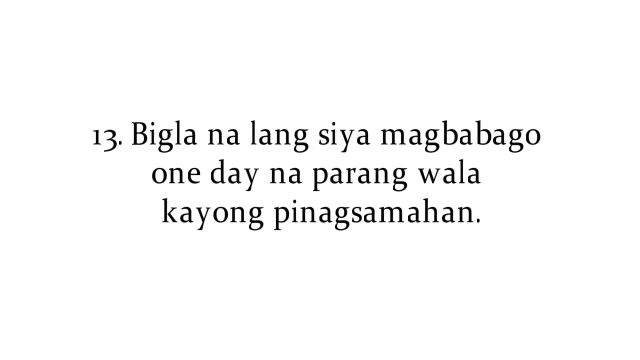 13. Bigla na lang siya magbabago
one day na parang wala
kayong pinagsamahan.